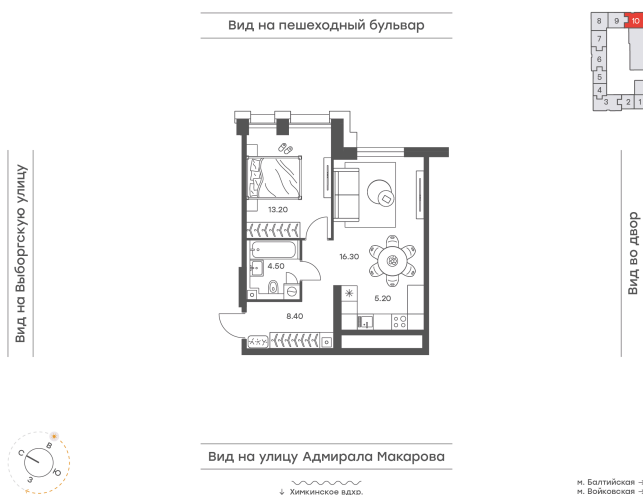 Вид на пешеходный бульвар
8 9 10
7
6
5
4
3 2 1
Вид на Выборгскую улицу
Вид во двор
13.20
16.30
4.50
5.20
8.40
В
С
Ю
З
Вид на улицу Адмирала Макарова
↓ Химкинское вдхр.
м. Балтийская
м. Войковская